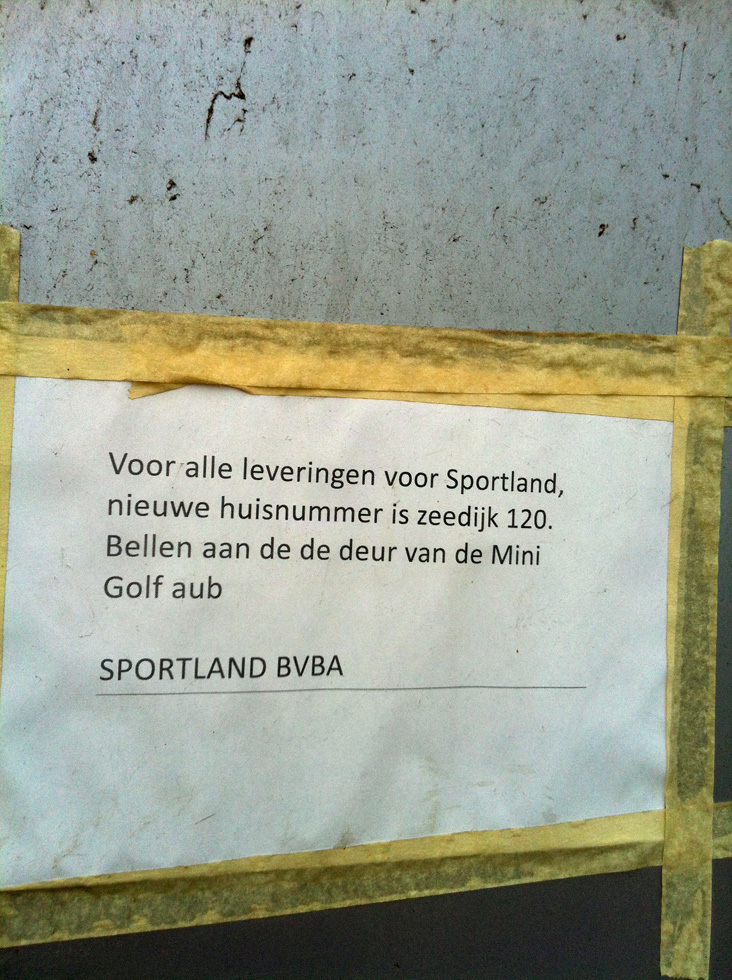 Voor alle leveringen voor Sportland,
nieuwe huisnummer is zeedijk 120.
Bellen aan de de deur van de Mini
Golf aub
SPORTLAND BVBA